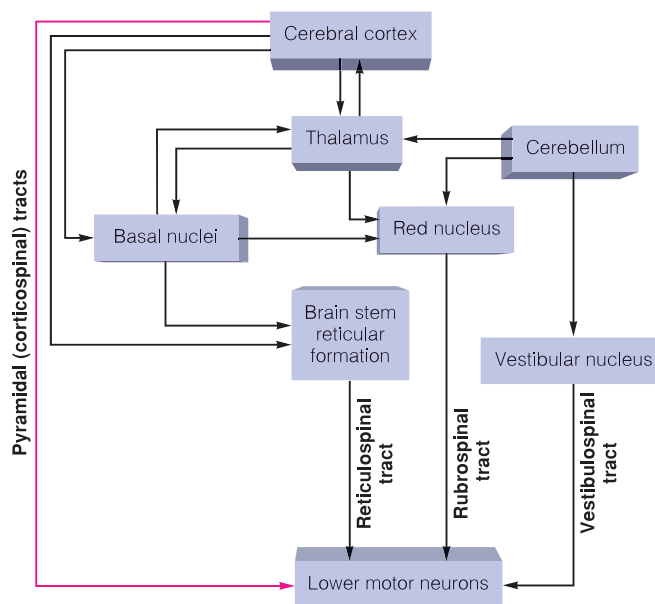 Cerebral cortex
Thalamus
Cerebellum
Basal nuclei
Red nucleus
Brain stem
reticular
formation
Vestibular nucleus
Pyramidal (corticospinal) tracts
Reticulospinal
tract
Rubrospinal
tract
Vestibulospinal
tract
Lower motor neurons